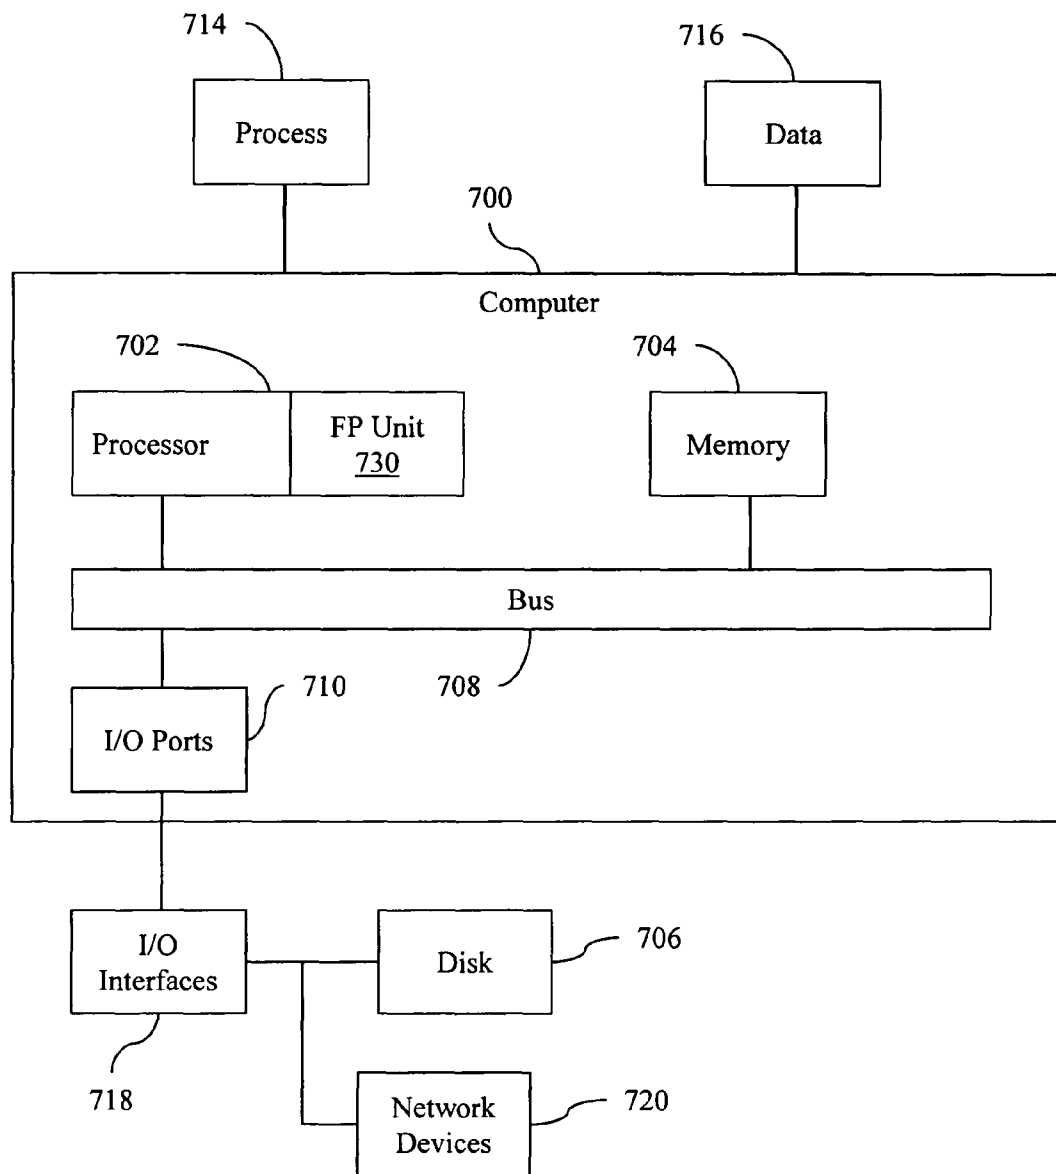 714
716
Process
Data
700
Computer
702
704
Processor
FP Unit
730
Memory
Bus
710
708
I/O Ports
I/O
Interfaces
Disk
706
718
Network
Devices
720